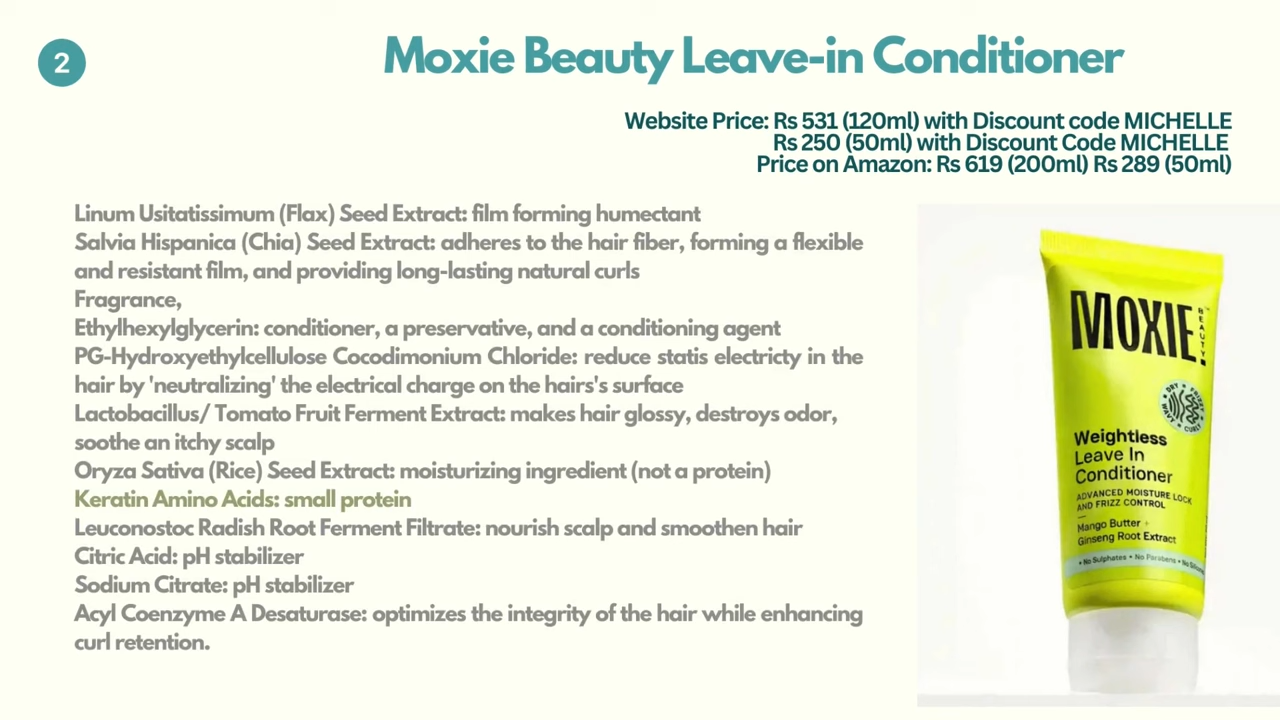 2
Moxie Beauty Leave-in Conditioner
Website Price: Rs 531 (120ml) with Discount code MICHELLE
Rs 250 (50ml) with Discount Code MICHELLE
Price on Amazon: Rs 619 (200ml) Rs 289 (50ml)
Linum Usitatissimum (Flax) Seed Extract: film forming humectant
Salvia Hispanica (Chia) Seed Extract: adheres to the hair fiber, forming a flexible
and resistant film, and providing long-lasting natural curls
Fragrance,
Ethylhexylglycerin: conditioner, a preservative, and a conditioning agent
PG-Hydroxyethylcellulose Cocodimonium Chloride: reduce statis electricty in the
hair by 'neutralizing' the electrical charge on the hairs's surface
Lactobacillus/ Tomato Fruit Ferment Extract: makes hair glossy, destroys odor,
soothe an itchy scalp
Oryza Sativa (Rice) Seed Extract: moisturizing ingredient (not a protein)
Keratin Amino Acids: small protein
Leuconostoc Radish Root Ferment Filtrate: nourish scalp and smoothen hair
Citric Acid: pH stabilizer
Sodium Citrate: pH stabilizer
Acyl Coenzyme A Desaturase: optimizes the integrity of the hair while enhancing
curl retention.
MOXIE!
BEAUTY
DRY • FRIZZY • CURLY • WAVY
Weightless
Leave In
Conditioner
ADVANCED MOISTURE LOCK
AND FRIZZ CONTROL
Mango Butter +
Ginseng Root Extract
• No Sulphates • No Parabens • No